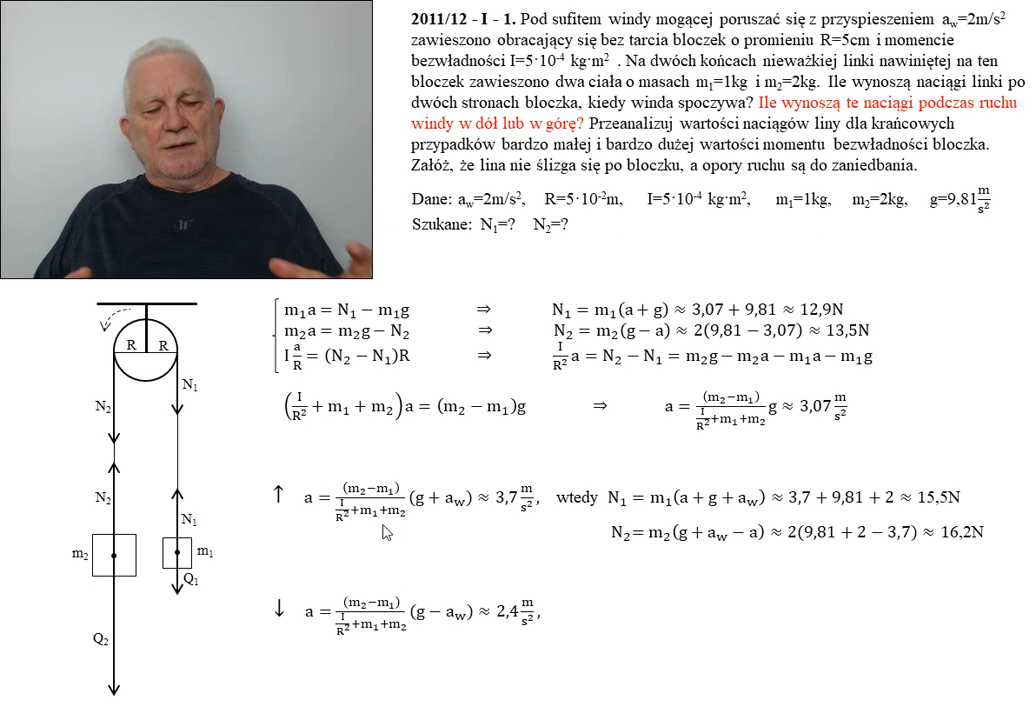 2011/12 - I - 1. Pod sufitem windy mogącej poruszać się z przyspieszeniem a_w=2m/s²
zawieszono obracający się bez tarcia bloczek o promieniu R=5cm i momencie
bezwładności I=5·10⁻⁴ kg·m² . Na dwóch końcach nieważkiej linki nawiniętej na ten
bloczek zawieszono dwa ciała o masach m₁=1kg i m₂=2kg. Ile wynoszą naciągi linki po
dwóch stronach bloczka, kiedy winda spoczywa? Ile wynoszą te naciągi podczas ruchu
windy w dół lub w górę? Przeanalizuj wartości naciągów liny dla krańcowych
przypadków bardzo małej i bardzo dużej wartości momentu bezwładności bloczka.
Załóż, że lina nie ślizga się po bloczku, a opory ruchu są do zaniedbania.
Dane: a_w=2m/s², R=5·10⁻²m, I=5·10⁻⁴ kg·m², m₁=1kg, m₂=2kg, g=9,81 m/s²
Szukane: N₁=? N₂=?
m₁a = N₁ − m₁g ⇒ N₁ = m₁(a + g) ≈ 3,07 + 9,81 ≈ 12,9N
m₂a = m₂g − N₂ ⇒ N₂ = m₂(g − a) ≈ 2(9,81 − 3,07) ≈ 13,5N
I a/R = (N₂ − N₁)R ⇒ I/R² a = N₂ − N₁ = m₂g − m₂a − m₁a − m₁g
(I/R² + m₁ + m₂)a = (m₂ − m₁)g ⇒ a = (m₂−m₁)/(I/R²+m₁+m₂) g ≈ 3,07 m/s²
↑ a = (m₂−m₁)/(I/R²+m₁+m₂) (g + a_w) ≈ 3,7 m/s², wtedy N₁ = m₁(a + g + a_w) ≈ 3,7 + 9,81 + 2 ≈ 15,5N
N₂= m₂(g + a_w − a) ≈ 2(9,81 + 2 − 3,7) ≈ 16,2N
↓ a = (m₂−m₁)/(I/R²+m₁+m₂) (g − a_w) ≈ 2,4 m/s²,
R R
N₁
N₂
N₂
N₁
m₂
m₁
Q₁
Q₂